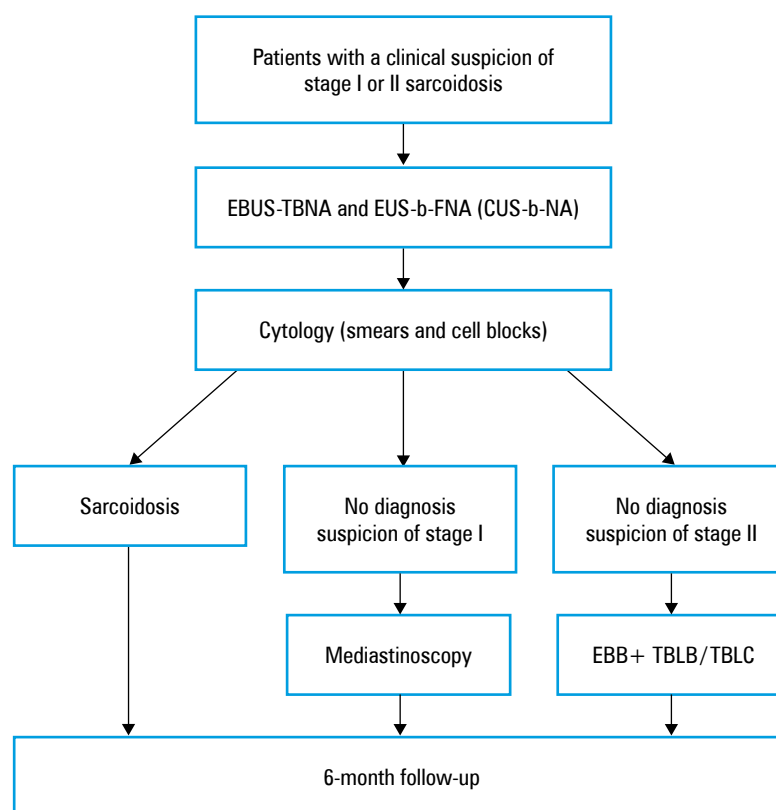 Patients with a clinical suspicion of
stage I or II sarcoidosis
EBUS-TBNA and EUS-b-FNA (CUS-b-NA)
Cytology (smears and cell blocks)
Sarcoidosis
No diagnosis
suspicion of stage I
No diagnosis
suspicion of stage II
Mediastinoscopy
EBB+ TBLB/TBLC
6-month follow-up